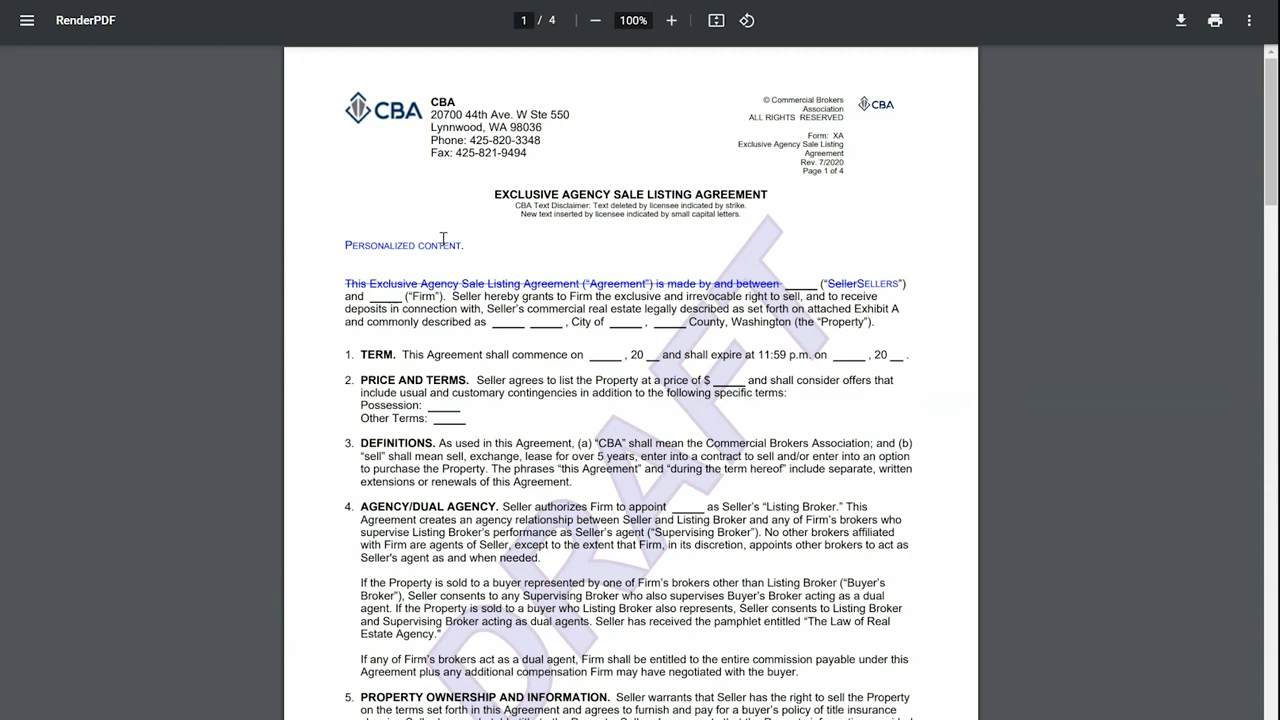 RenderPDF
1 / 4
100%
CBA
CBA
20700 44th Ave. W Ste 550
Lynnwood, WA 98036
Phone: 425-820-3348
Fax: 425-821-9494
© Commercial Brokers
Association
ALL RIGHTS RESERVED
CBA
Form: XA
Exclusive Agency Sale Listing
Agreement
Rev. 7/2020
Page 1 of 4
EXCLUSIVE AGENCY SALE LISTING AGREEMENT
CBA Text Disclaimer: Text deleted by licensee indicated by strike.
New text inserted by licensee indicated by small capital letters.
PERSONALIZED CONTENT.
This Exclusive Agency Sale Listing Agreement (“Agreement”) is made by and between _____ (“SellerSELLERS”)
and _____ (“Firm”). Seller hereby grants to Firm the exclusive and irrevocable right to sell, and to receive
deposits in connection with, Seller’s commercial real estate legally described as set forth on attached Exhibit A
and commonly described as _____ _____ , City of _____ , _____ County, Washington (the “Property”).
1. TERM. This Agreement shall commence on _____ , 20 __ and shall expire at 11:59 p.m. on _____ , 20 __ .
2. PRICE AND TERMS. Seller agrees to list the Property at a price of $ _____ and shall consider offers that
include usual and customary contingencies in addition to the following specific terms:
Possession: _____
Other Terms: _____
3. DEFINITIONS. As used in this Agreement, (a) “CBA” shall mean the Commercial Brokers Association; and (b)
“sell” shall mean sell, exchange, lease for over 5 years, enter into a contract to sell and/or enter into an option
to purchase the Property. The phrases “this Agreement” and “during the term hereof” include separate, written
extensions or renewals of this Agreement.
4. AGENCY/DUAL AGENCY. Seller authorizes Firm to appoint _____ as Seller’s “Listing Broker.” This
Agreement creates an agency relationship between Seller and Listing Broker and any of Firm’s brokers who
supervise Listing Broker’s performance as Seller’s agent (“Supervising Broker”). No other brokers affiliated
with Firm are agents of Seller, except to the extent that Firm, in its discretion, appoints other brokers to act as
Seller's agent as and when needed.
If the Property is sold to a buyer represented by one of Firm’s brokers other than Listing Broker (“Buyer’s
Broker”), Seller consents to any Supervising Broker who also supervises Buyer’s Broker acting as a dual
agent. If the Property is sold to a buyer who Listing Broker also represents, Seller consents to Listing Broker
and Supervising Broker acting as dual agents. Seller has received the pamphlet entitled “The Law of Real
Estate Agency.”
If any of Firm’s brokers act as a dual agent, Firm shall be entitled to the entire commission payable under this
Agreement plus any additional compensation Firm may have negotiated with the buyer.
5. PROPERTY OWNERSHIP AND INFORMATION. Seller warrants that Seller has the right to sell the Property
on the terms set forth in this Agreement and agrees to furnish and pay for a buyer’s policy of title insurance
DRAFT